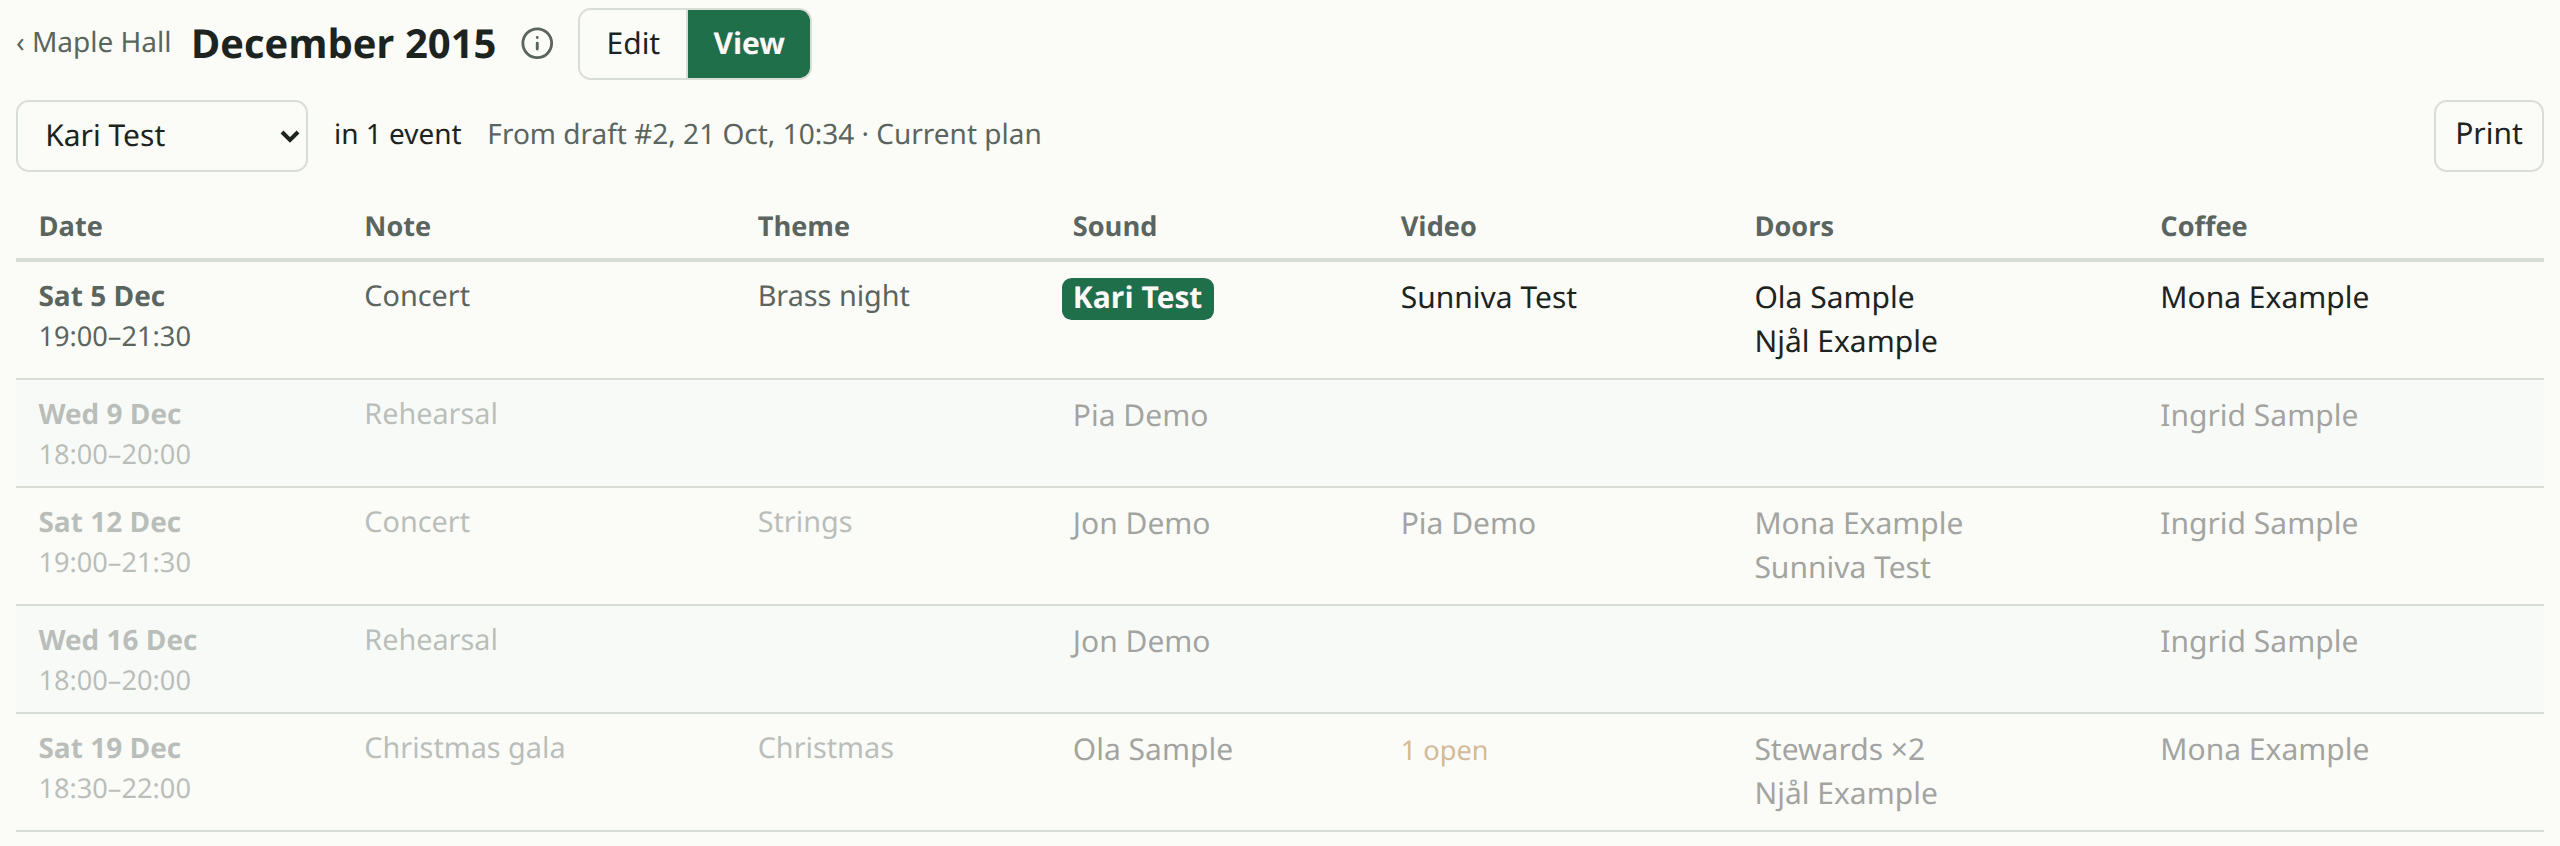 ‹ Maple Hall December 2015 Edit View
Kari Test in 1 event From draft #2, 21 Oct, 10:34 · Current plan Print
Date Note Theme Sound Video Doors Coffee
Sat 5 Dec Concert Brass night Kari Test Sunniva Test Ola Sample Mona Example
19:00–21:30 Njål Example
Wed 9 Dec Rehearsal Pia Demo Ingrid Sample
18:00–20:00
Sat 12 Dec Concert Strings Jon Demo Pia Demo Mona Example Ingrid Sample
19:00–21:30 Sunniva Test
Wed 16 Dec Rehearsal Jon Demo Ingrid Sample
18:00–20:00
Sat 19 Dec Christmas gala Christmas Ola Sample 1 open Stewards ×2 Mona Example
18:30–22:00 Njål Example